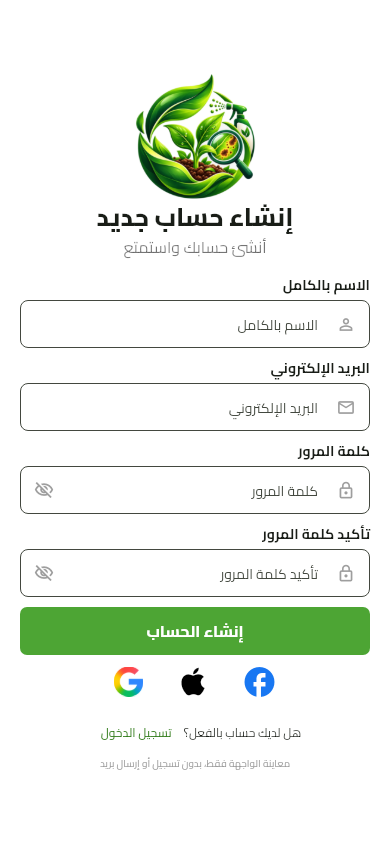 إنشاء حساب جديد
أنشئ حسابك واستمتع
الاسم بالكامل
الاسم بالكامل
البريد الإلكتروني
البريد الإلكتروني
كلمة المرور
كلمة المرور
تأكيد كلمة المرور
تأكيد كلمة المرور
إنشاء الحساب
هل لديك حساب بالفعل؟ تسجيل الدخول
معاينة الواجهة فقط، بدون تسجيل أو إرسال بريد